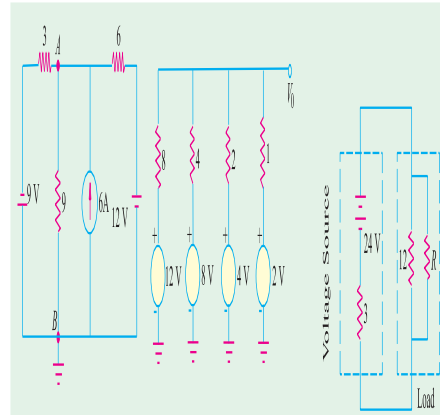 3 A 6
9 V 9 6A 12 V
B
V0
8 4 2 1
+ + + +
12 V 8 V 4 V 2 V
- - - -
Voltage Source
24 V
3
12 R
Load